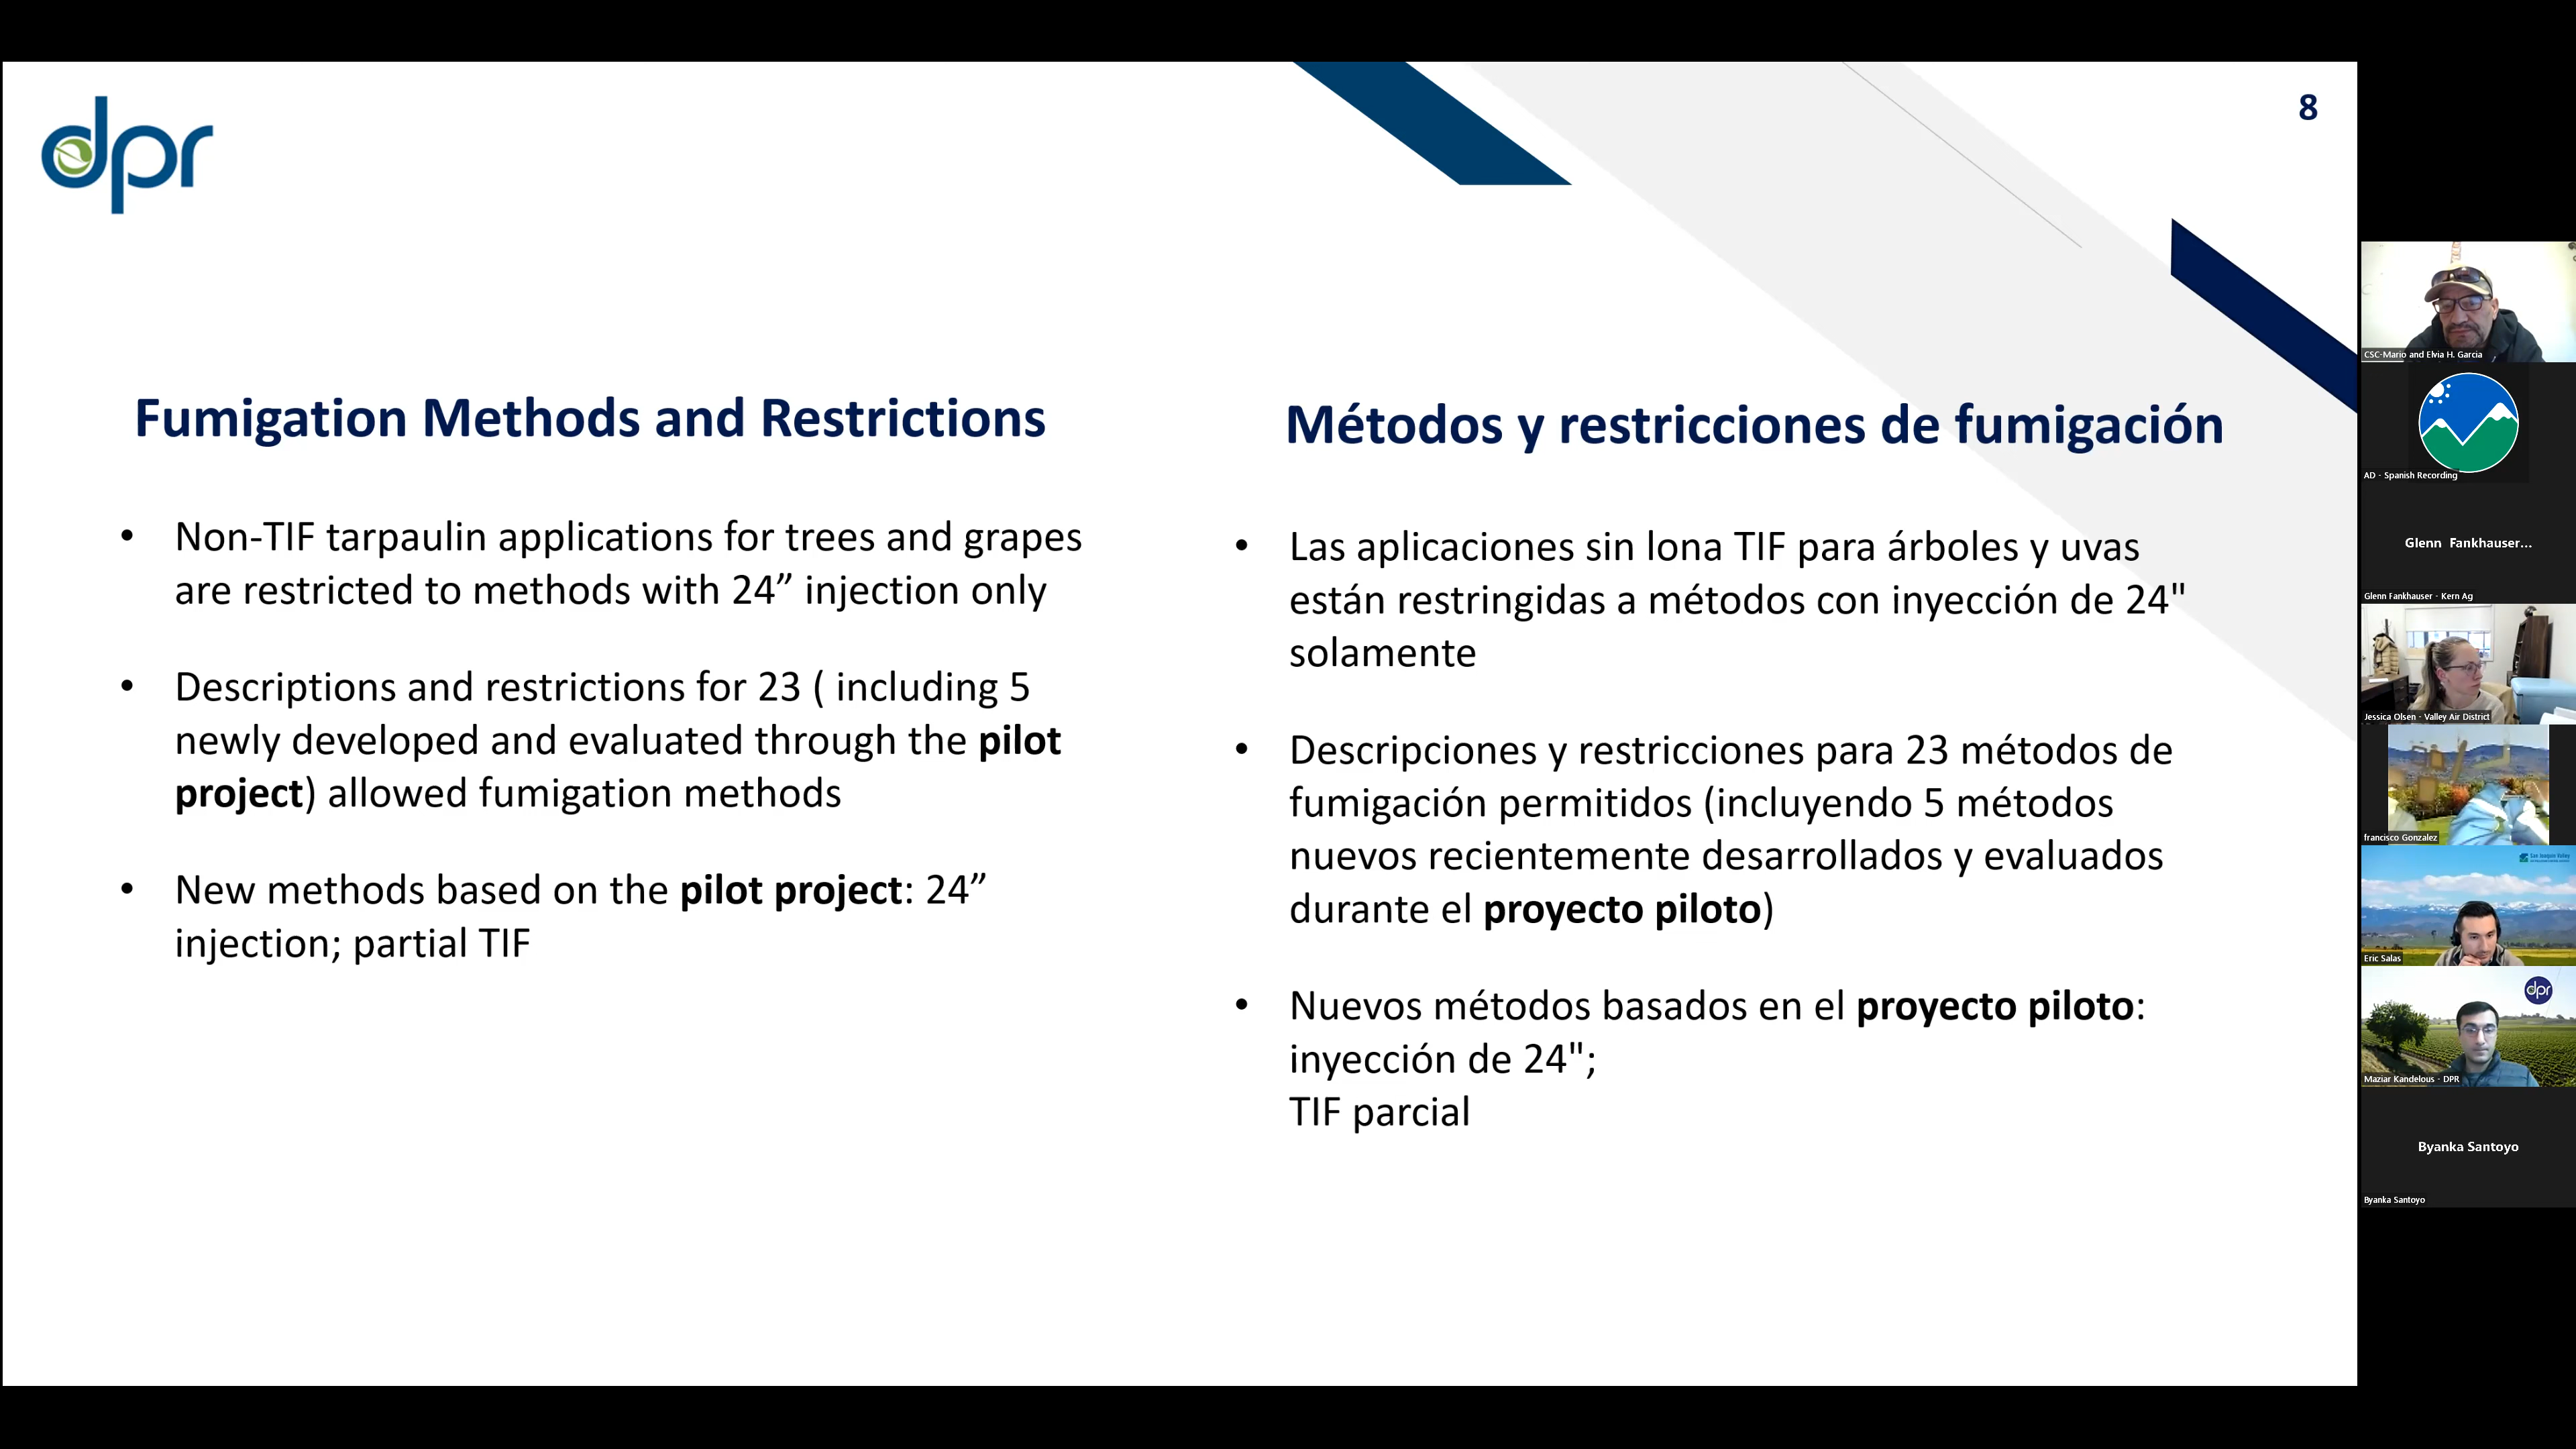 dpr
8
Fumigation Methods and Restrictions
• Non-TIF tarpaulin applications for trees and grapes
are restricted to methods with 24” injection only
• Descriptions and restrictions for 23 ( including 5
newly developed and evaluated through the pilot
project) allowed fumigation methods
• New methods based on the pilot project: 24”
injection; partial TIF
Métodos y restricciones de fumigación
• Las aplicaciones sin lona TIF para árboles y uvas
están restringidas a métodos con inyección de 24"
solamente
• Descripciones y restricciones para 23 métodos de
fumigación permitidos (incluyendo 5 métodos
nuevos recientemente desarrollados y evaluados
durante el proyecto piloto)
• Nuevos métodos basados en el proyecto piloto:
inyección de 24";
TIF parcial
CSC-Mario and Elvia H. Garcia
AD - Spanish Recording
Glenn Fankhauser...
Glenn Fankhauser - Kern Ag
Jessica Olsen - Valley Air District
francisco Gonzalez
San Joaquin Valley
Eric Salas
dpr
Maziar Kandelous - DPR
Byanka Santoyo
Byanka Santoyo